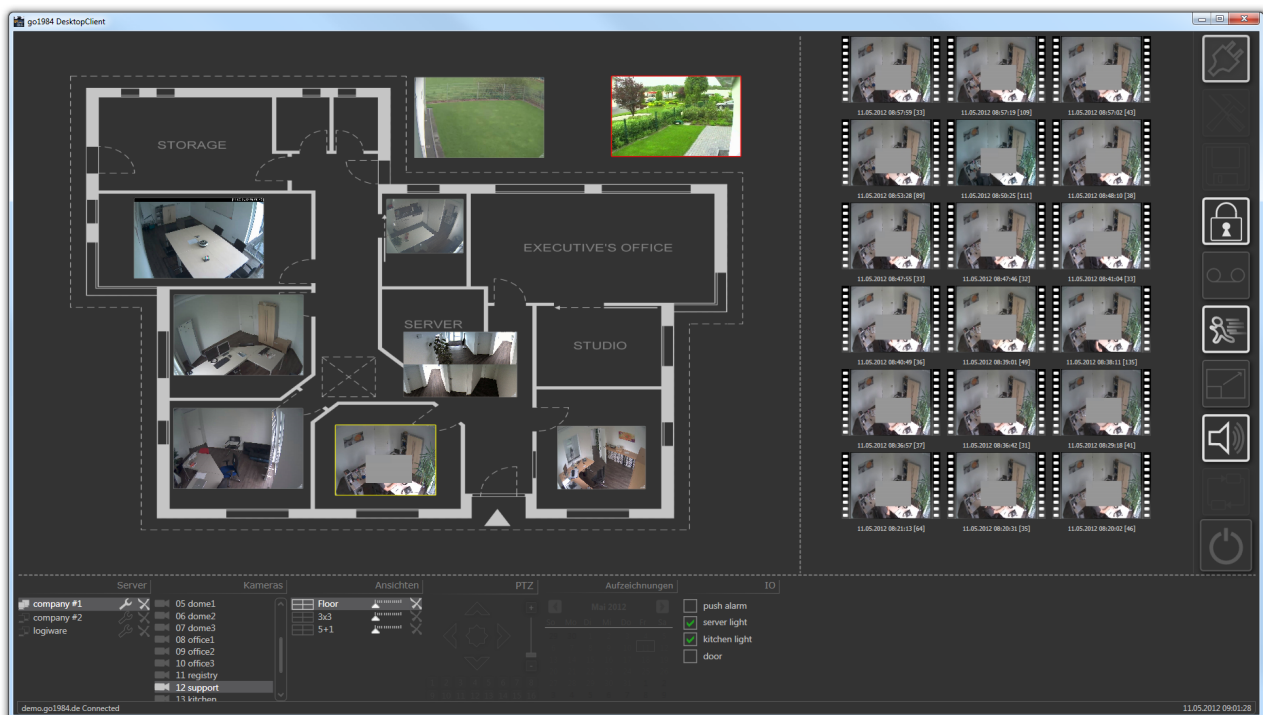 go1984 DesktopClient
STORAGE
EXECUTIVE'S OFFICE
SERVER
STUDIO
11.05.2012 08:57:59 [33]
11.05.2012 08:57:19 [109]
11.05.2012 08:57:02 [43]
11.05.2012 08:53:28 [89]
11.05.2012 08:50:25 [111]
11.05.2012 08:48:10 [38]
11.05.2012 08:47:55 [33]
11.05.2012 08:47:46 [32]
11.05.2012 08:41:04 [33]
11.05.2012 08:40:49 [36]
11.05.2012 08:39:01 [49]
11.05.2012 08:38:11 [135]
11.05.2012 08:36:57 [37]
11.05.2012 08:36:42 [31]
11.05.2012 08:29:18 [41]
11.05.2012 08:21:13 [64]
11.05.2012 08:20:31 [35]
11.05.2012 08:20:02 [46]
Server
company #1
company #2
logiware
Kameras
05 dome1
06 dome2
07 dome3
08 office1
09 office2
10 office3
11 registry
12 support
13 kitchen
Ansichten
Floor
3x3
5+1
PTZ
Aufzeichnungen
Mai 2012
IO
push alarm
server light
kitchen light
door
demo.go1984.de Connected
11.05.2012 09:01:28